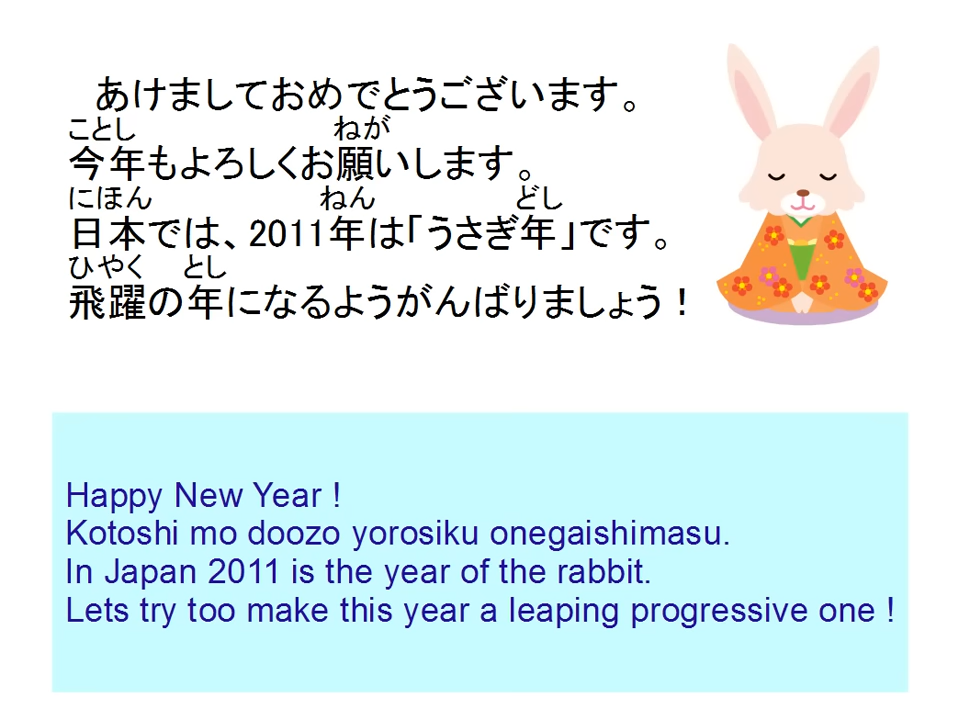 あけましておめでとうございます。
ことし ねが
今年もよろしくお願いします。
にほん ねん どし
日本では、2011年は「うさぎ年」です。
ひやく とし
飛躍の年になるようがんばりましょう！
Happy New Year !
Kotoshi mo doozo yorosiku onegaishimasu.
In Japan 2011 is the year of the rabbit.
Lets try too make this year a leaping progressive one !